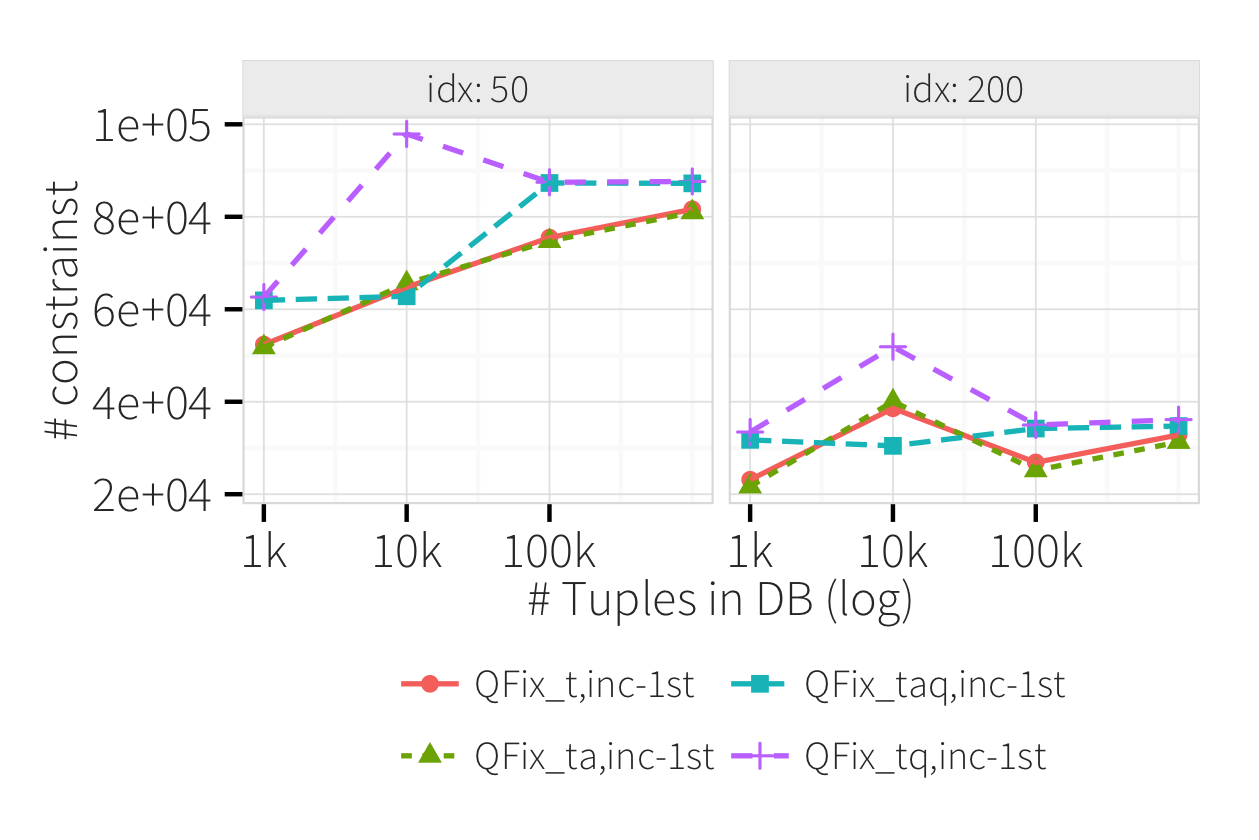 idx: 50
idx: 200
# constrainst
1e+05
8e+04
6e+04
4e+04
2e+04
1k
10k
100k
1k
10k
100k
# Tuples in DB (log)
QFix_t,inc-1st
QFix_taq,inc-1st
QFix_ta,inc-1st
QFix_tq,inc-1st